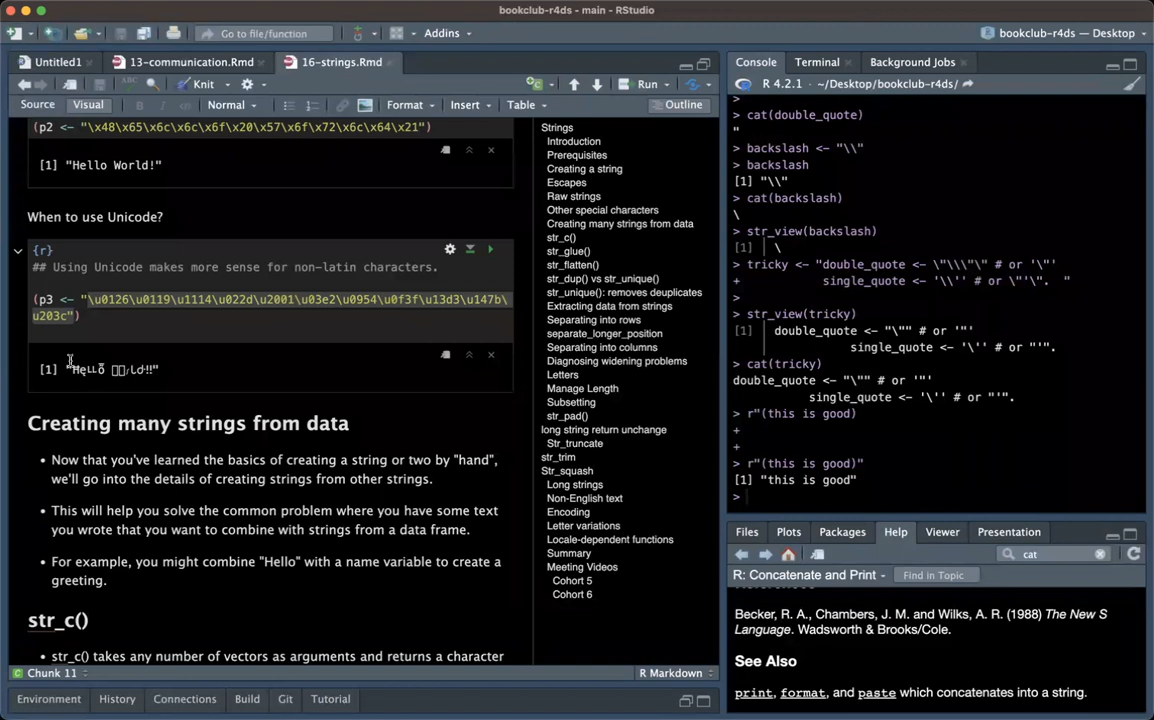 bookclub-r4ds - main - RStudio
Go to file/function
Addins
bookclub-r4ds — Desktop
Untitled1
13-communication.Rmd
16-strings.Rmd
Knit
Run
Source
Visual
B
I
</>
Normal
Format
Insert
Table
Outline
(p2 <- "\x48\x65\x6c\x6c\x6f\x20\x57\x6f\x72\x6c\x64\x21")
[1] "Hello World!"
When to use Unicode?
{r}
## Using Unicode makes more sense for non-latin characters.
(p3 <- "\u0126\u0119\u1114\u022d\u2001\u03e2\u0954\u0f3f\u13d3\u147b\
u203c")
[1]
Creating many strings from data
• Now that you've learned the basics of creating a string or two by "hand",
we'll go into the details of creating strings from other strings.
• This will help you solve the common problem where you have some text
you wrote that you want to combine with strings from a data frame.
• For example, you might combine "Hello" with a name variable to create a
greeting.
str_c()
• str_c() takes any number of vectors as arguments and returns a character
Chunk 11
R Markdown
Strings
Introduction
Prerequisites
Creating a string
Escapes
Raw strings
Other special characters
Creating many strings from data
str_c()
str_glue()
str_flatten()
str_dup() vs str_unique()
str_unique(): removes deuplicates
Extracting data from strings
Separating into rows
separate_longer_position
Separating into columns
Diagnosing widening problems
Letters
Manage Length
Subsetting
str_pad()
long string return unchange
Str_truncate
str_trim
Str_squash
Long strings
Non-English text
Encoding
Letter variations
Locale-dependent functions
Summary
Meeting Videos
Cohort 5
Cohort 6
Environment
History
Connections
Build
Git
Tutorial
Console
Terminal
Background Jobs
R 4.2.1 · ~/Desktop/bookclub-r4ds/
>
> cat(double_quote)
"
> backslash <- "\\"
> backslash
[1] "\\"
> cat(backslash)
\
> str_view(backslash)
[1] │ \
> tricky <- "double_quote <- \"\\\"\" # or '\"'
+ single_quote <- '\\'' # or \"'\". "
>
> str_view(tricky)
[1] │ double_quote <- "\"" # or '"'
single_quote <- '\'' # or "'".
> cat(tricky)
double_quote <- "\"" # or '"'
single_quote <- '\'' # or "'".
> r"(this is good)
+
+
> r"(this is good)"
[1] "this is good"
>
Files
Plots
Packages
Help
Viewer
Presentation
cat
R: Concatenate and Print
Find in Topic
Becker, R. A., Chambers, J. M. and Wilks, A. R. (1988) The New S
Language. Wadsworth & Brooks/Cole.
See Also
print, format, and paste which concatenates into a string.